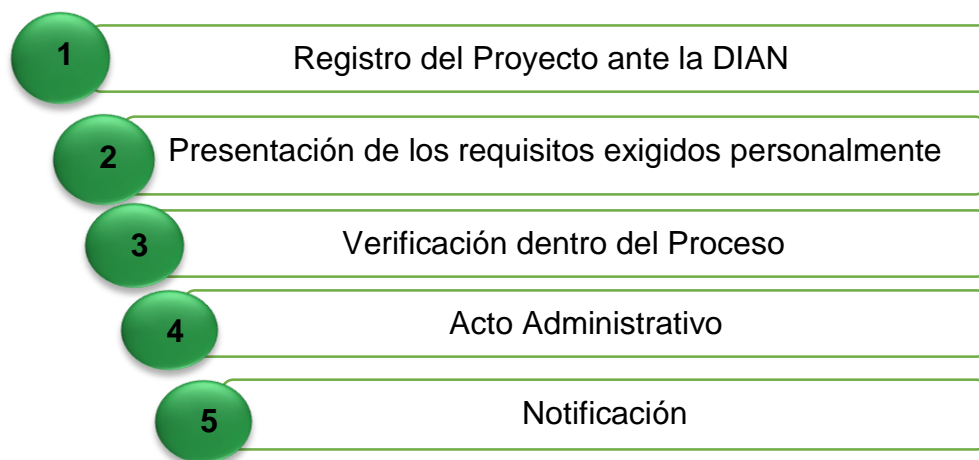 1
Registro del Proyecto ante la DIAN
2
Presentación de los requisitos exigidos personalmente
3
Verificación dentro del Proceso
4
Acto Administrativo
5
Notificación